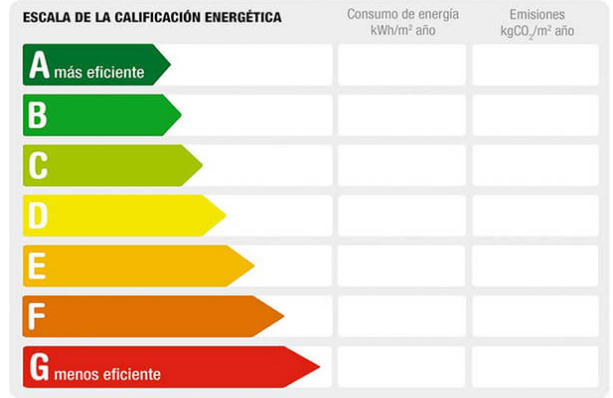 ESCALA DE LA CALIFICACIÓN ENERGÉTICA
Consumo de energía
kWh/m² año
Emisiones
kgCO₂/m² año
A más eficiente
B
C
D
E
F
G menos eficiente